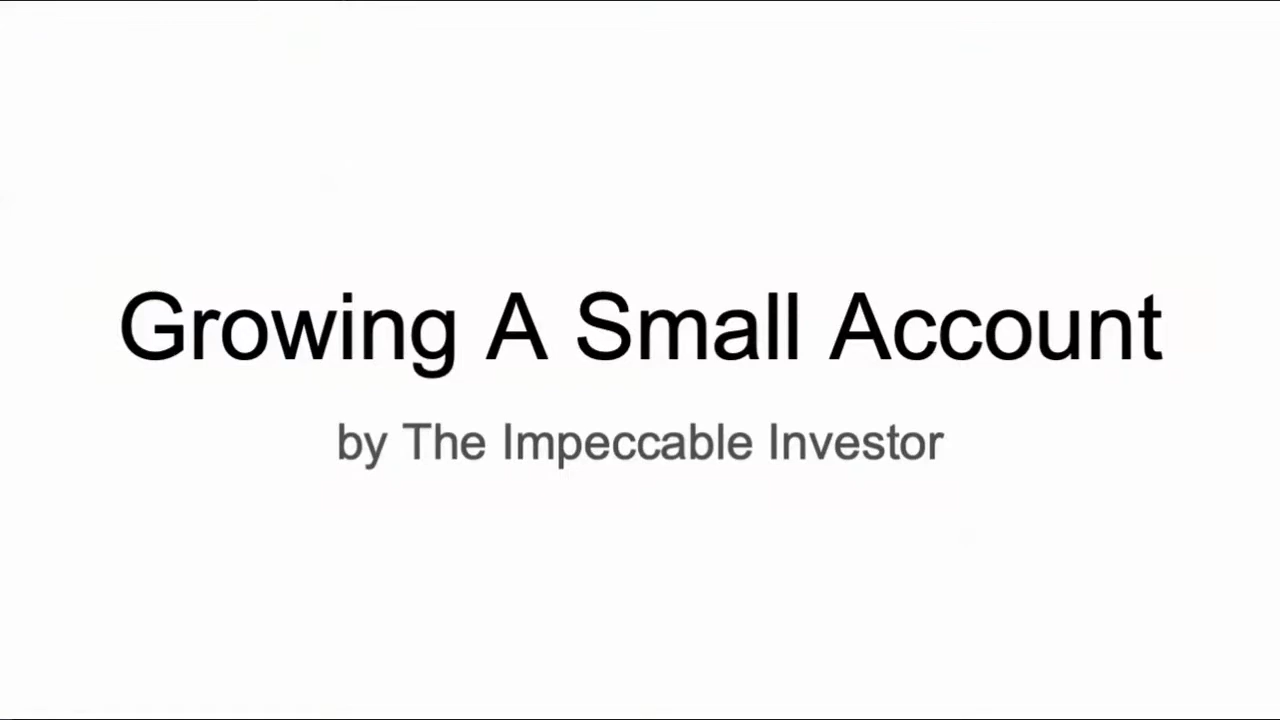 Growing A Small Account
by The Impeccable Investor